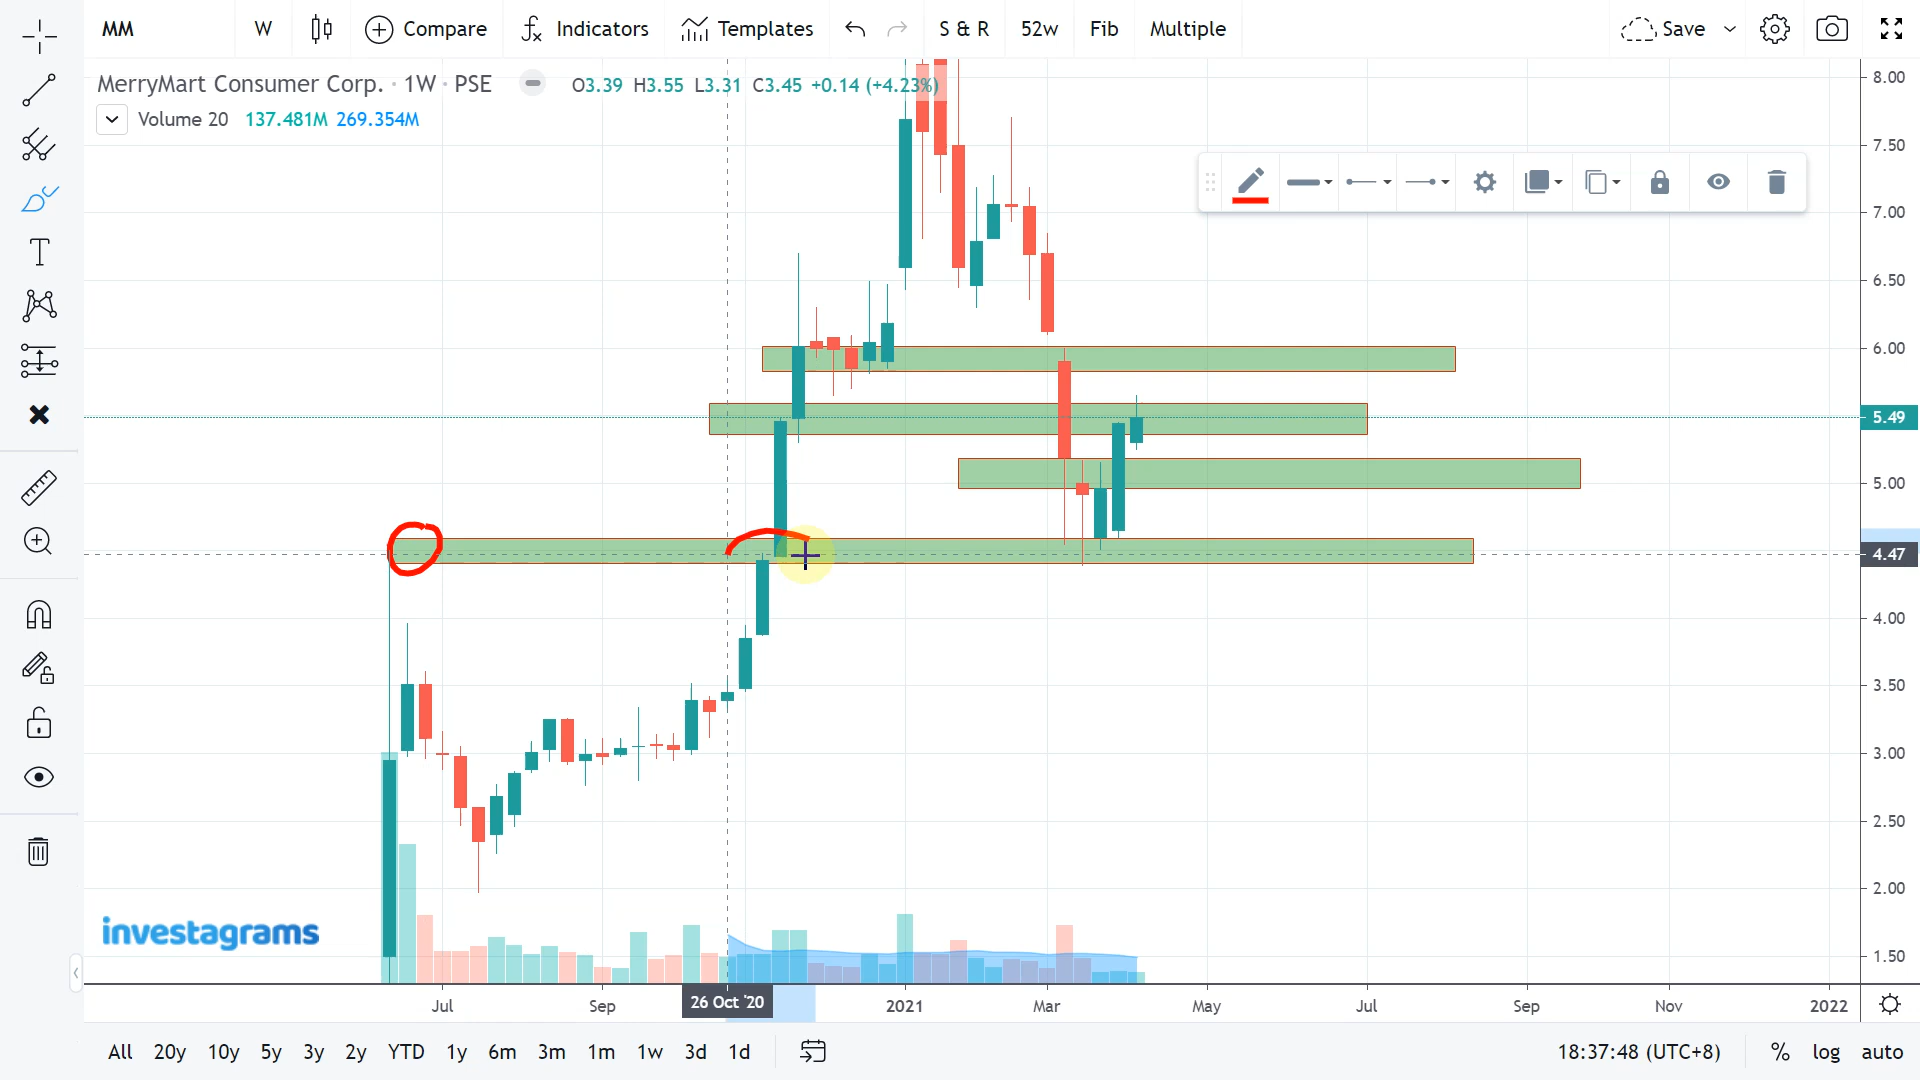 MM W Compare Indicators Templates S & R 52w Fib Multiple Save
MerryMart Consumer Corp. · 1W · PSE O3.39 H3.55 L3.31 C3.45 +0.14 (+4.23%)
Volume 20 137.481M 269.354M
8.00
7.50
7.00
6.50
6.00
5.49
5.00
4.47
4.00
3.50
3.00
2.50
2.00
1.50
investagrams
Jul Sep 26 Oct '20 2021 Mar May Jul Sep Nov 2022
All 20y 10y 5y 3y 2y YTD 1y 6m 3m 1m 1w 3d 1d 18:37:48 (UTC+8) % log auto